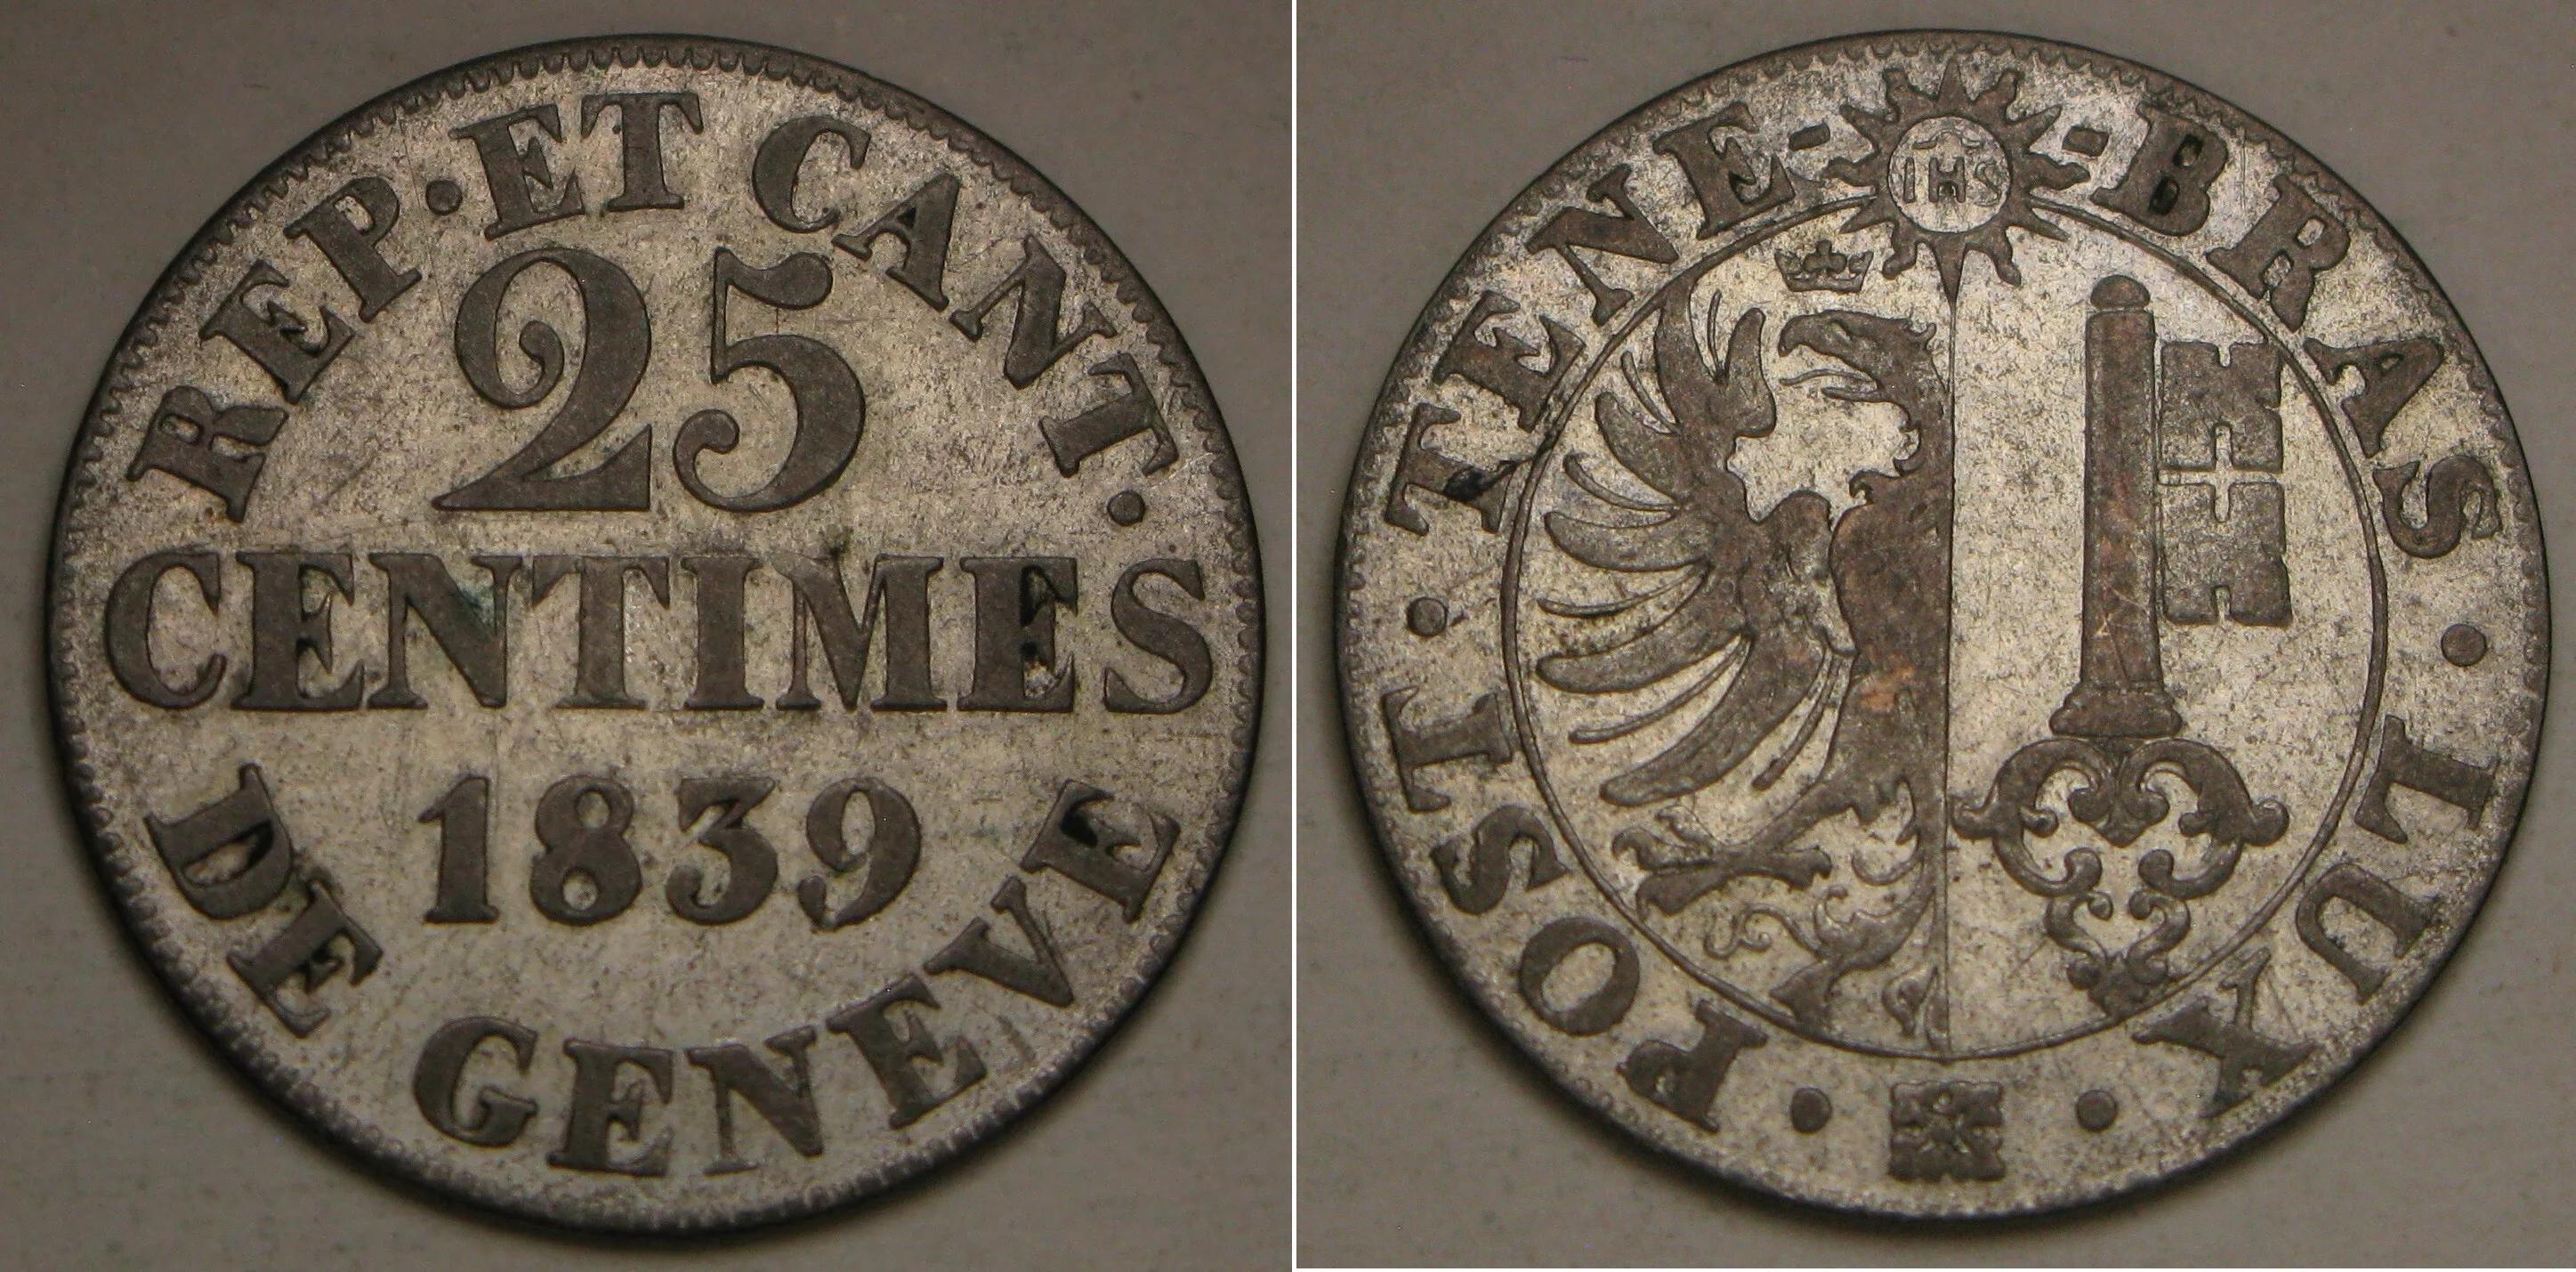 REP·ET CANT·
25
CENTIMES
1839
DE GENEVE
IHS
·POST·TENE-BRAS·LUX·